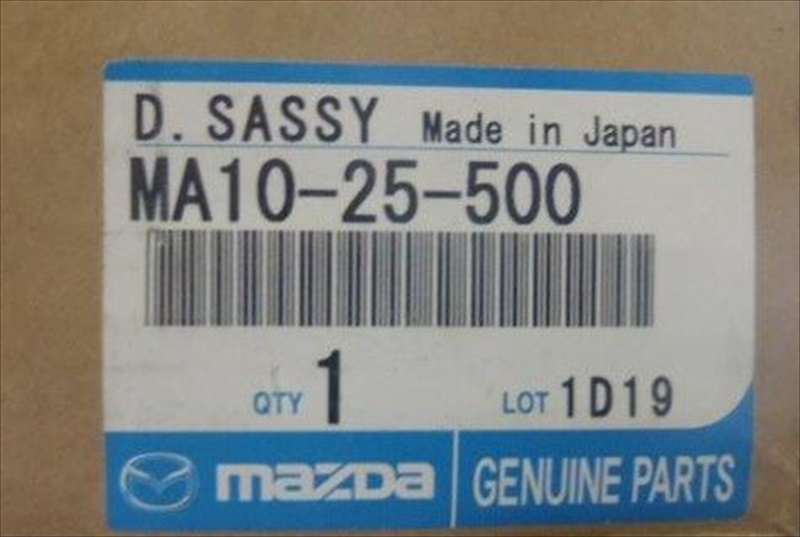 D. SASSY Made in Japan
MA10-25-500
QTY 1 LOT 1D19
mazda GENUINE PARTS